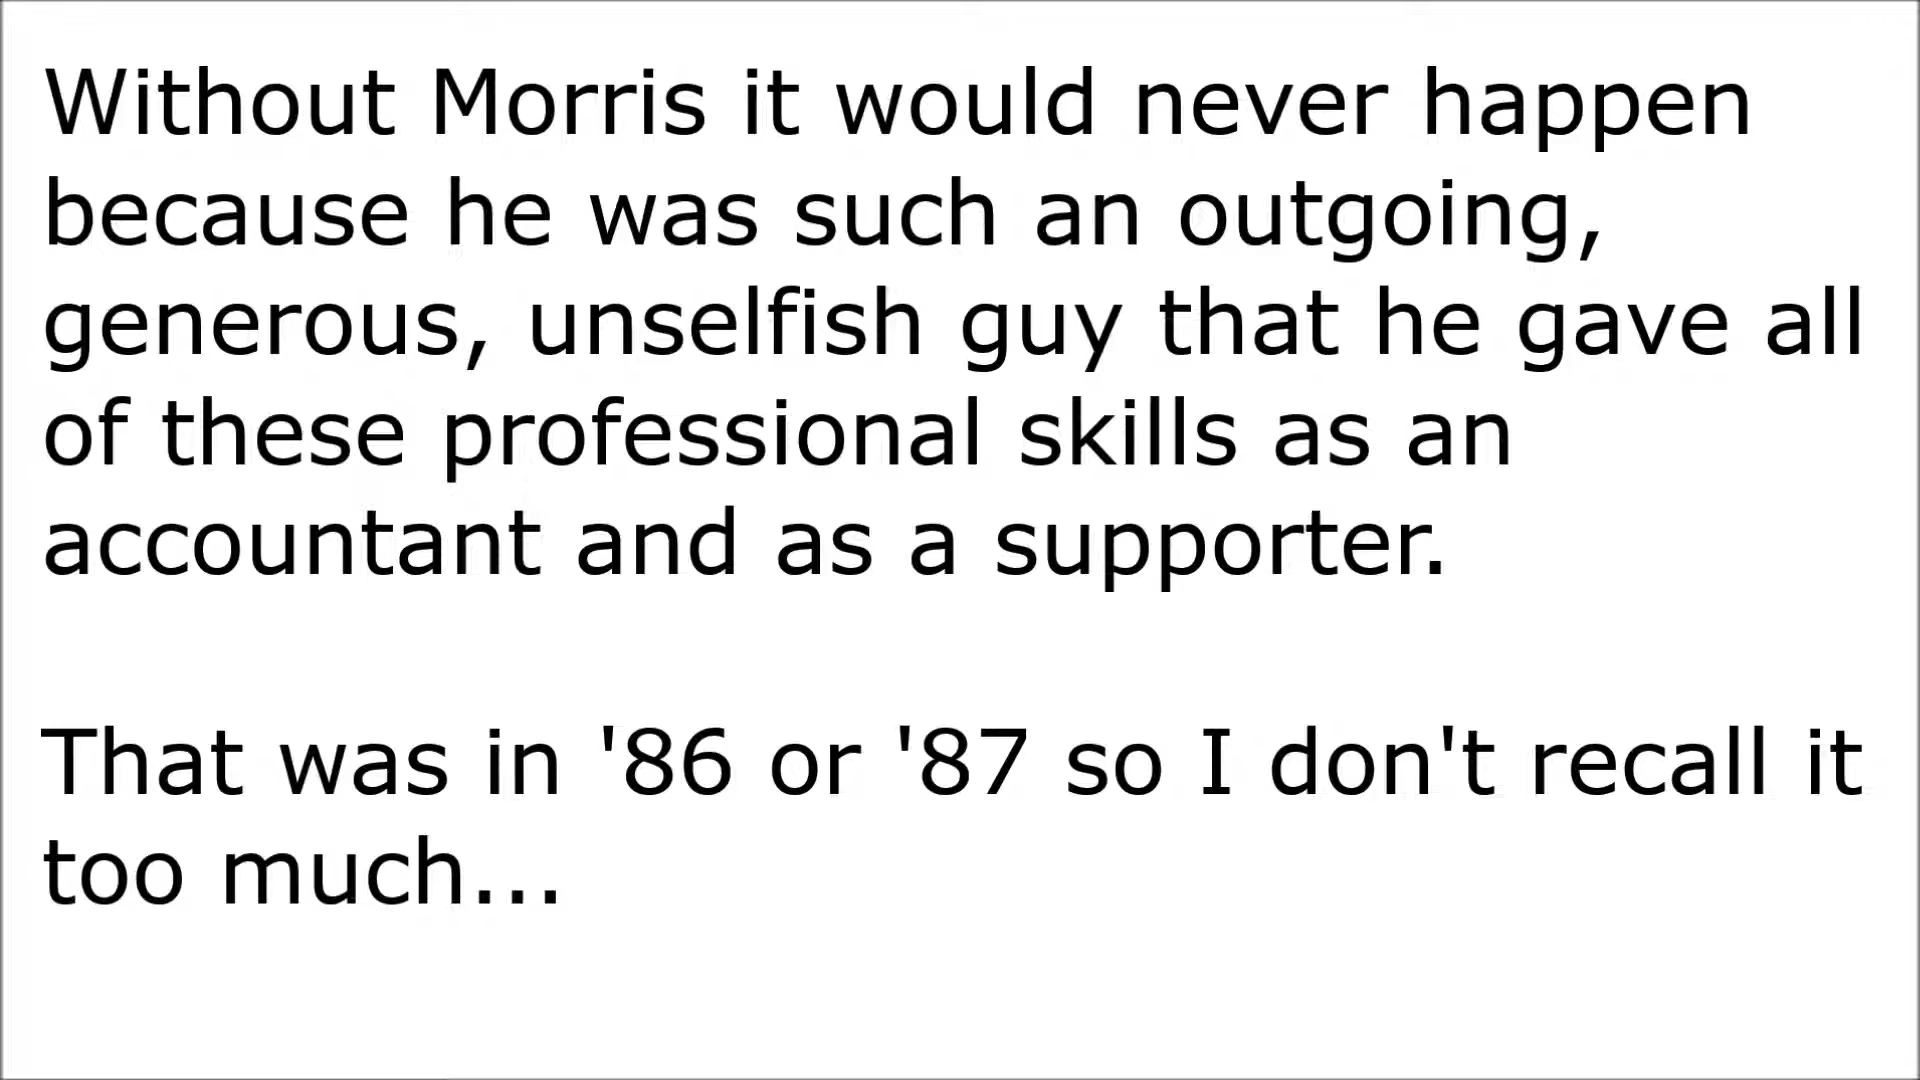 Without Morris it would never happen
because he was such an outgoing,
generous, unselfish guy that he gave all
of these professional skills as an
accountant and as a supporter.
That was in '86 or '87 so I don't recall it
too much...